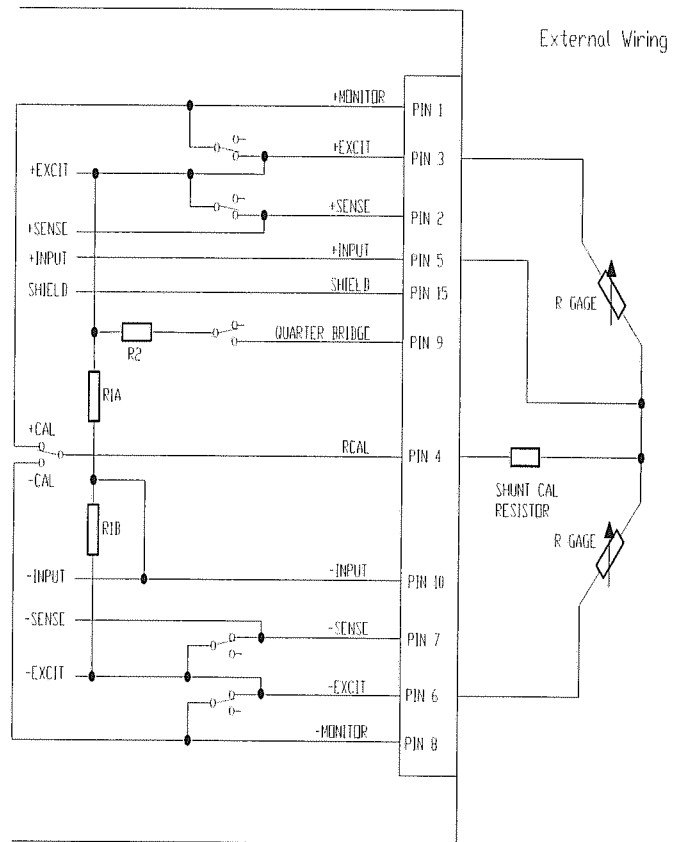 External Wiring
+MONITOR
PIN 1
+EXCIT
PIN 3
+EXCIT
+SENSE
PIN 2
+SENSE
+INPUT
+INPUT
PIN 5
SHIELD
SHIELD
PIN 15
R GAGE
QUARTER BRIDGE
PIN 9
R2
R1A
+CAL
RCAL
PIN 4
-CAL
SHUNT CAL
RESISTOR
R1B
R GAGE
-INPUT
-INPUT
PIN 10
-SENSE
-SENSE
PIN 7
-EXCIT
-EXCIT
PIN 6
-MONITOR
PIN 8